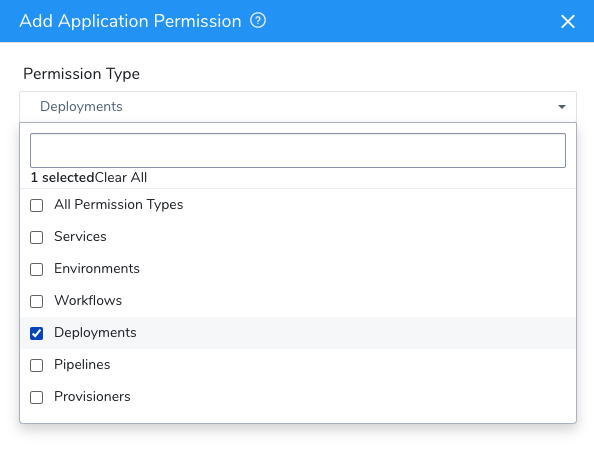 Add Application Permission ?
Permission Type
Deployments
1 selectedClear All
All Permission Types
Services
Environments
Workflows
Deployments
Pipelines
Provisioners